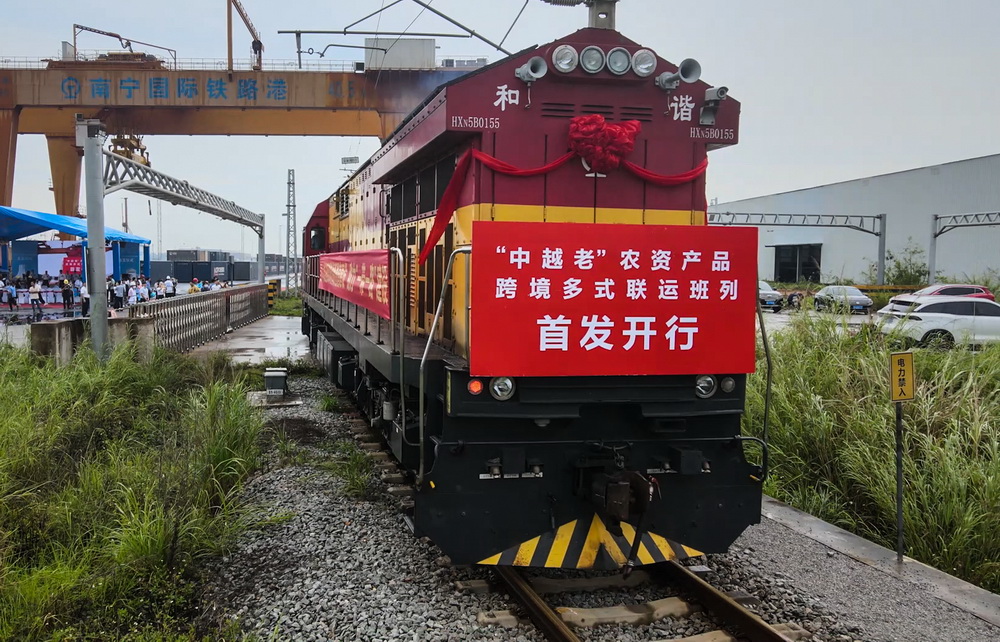 南宁国际铁路港
和 谐
HXN5B0155 HXN5B0155
“中越老”农资产品
跨境多式联运班列
首发开行
电力禁入